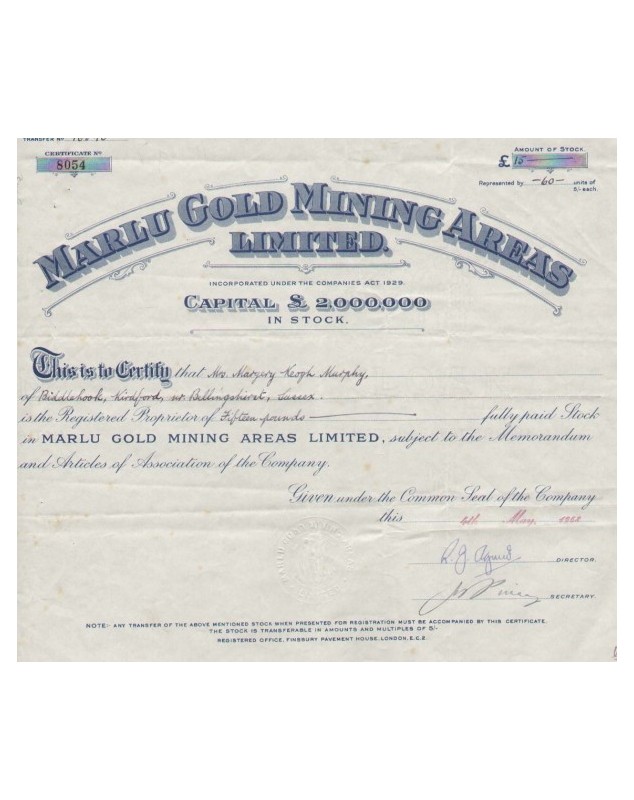 TRANSFER No
CERTIFICATE No
8054
AMOUNT OF STOCK.
£ 15
Represented by -60- units of 5/- each.
MARLU GOLD MINING AREAS
LIMITED.
INCORPORATED UNDER THE COMPANIES ACT 1929.
CAPITAL £ 2,000,000
IN STOCK.
This is to Certify that Mrs Margery Keogh Murphy,
of Kirdford, Sussex.
is the Registered Proprietor of Fifteen pounds fully paid Stock
in MARLU GOLD MINING AREAS LIMITED, subject to the Memorandum
and Articles of Association of the Company.
Given under the Common Seal of the Company
this 4th May
DIRECTOR.
SECRETARY.
NOTE:- ANY TRANSFER OF THE ABOVE MENTIONED STOCK WHEN PRESENTED FOR REGISTRATION MUST BE ACCOMPANIED BY THIS CERTIFICATE.
THE STOCK IS TRANSFERABLE IN AMOUNTS AND MULTIPLES OF 5/-
REGISTERED OFFICE, FINSBURY PAVEMENT HOUSE, LONDON, E.C.2.